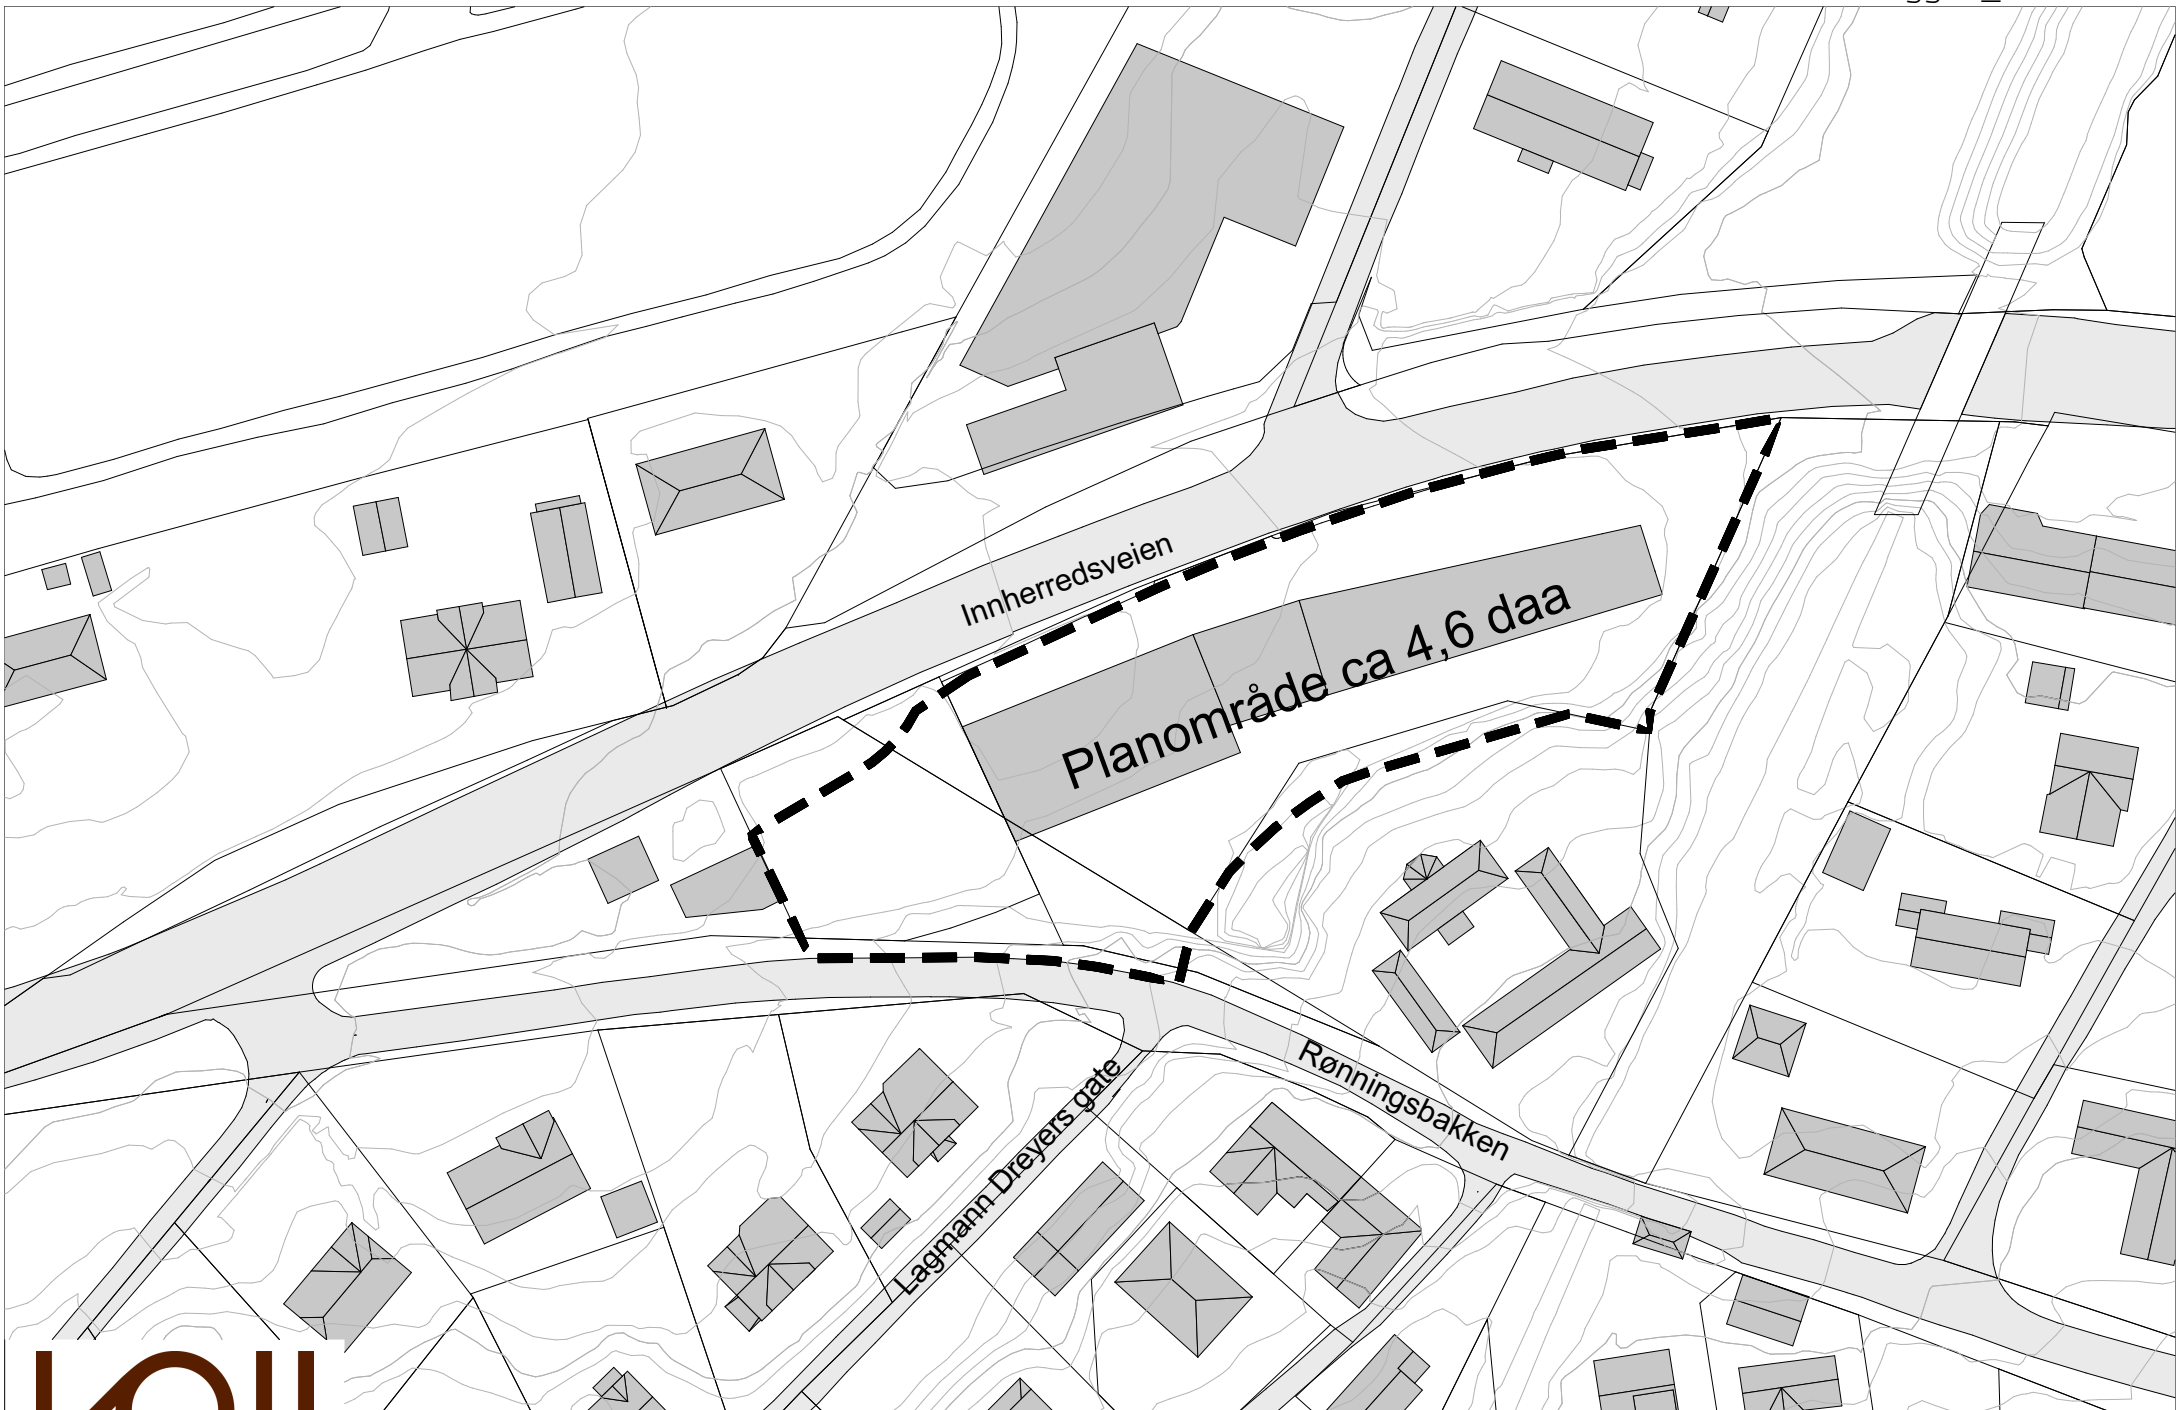 Innherredsveien
Planområde ca 4,6 daa
Rønningsbakken
Lagmann Dreyers gate